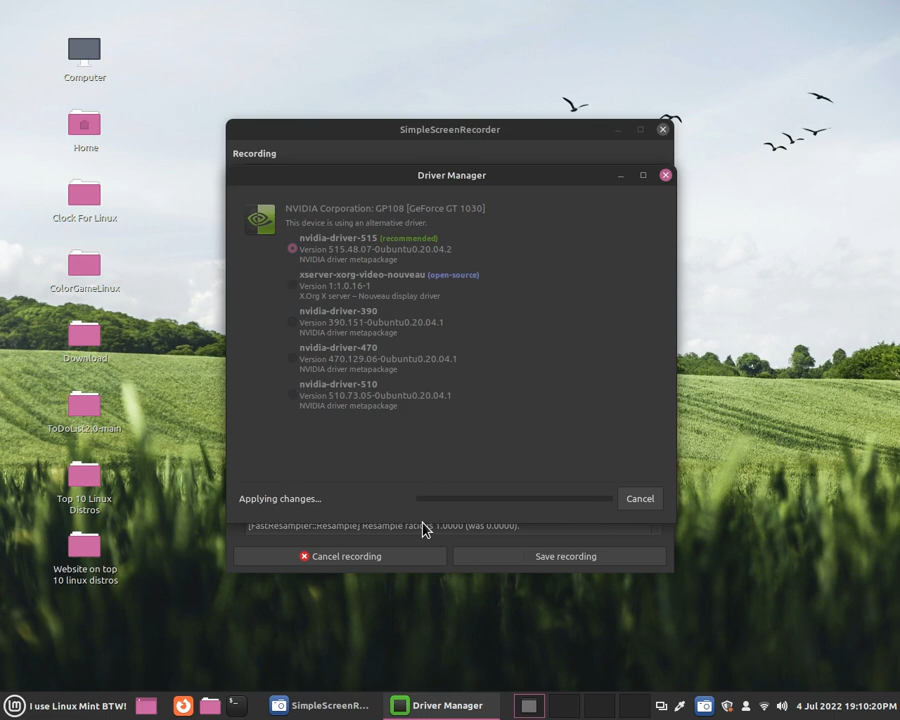 Computer
Home
Clock For Linux
ColorGameLinux
Download
ToDoList2.0-main
Top 10 Linux
Distros
Website on top
10 linux distros
SimpleScreenRecorder
Recording
Driver Manager
NVIDIA Corporation: GP108 [GeForce GT 1030]
This device is using an alternative driver.
nvidia-driver-515 (recommended)
Version 515.48.07-0ubuntu0.20.04.2
NVIDIA driver metapackage
xserver-xorg-video-nouveau (open-source)
Version 1:1.0.16-1
X.Org X server -- Nouveau display driver
nvidia-driver-390
Version 390.151-0ubuntu0.20.04.1
NVIDIA driver metapackage
nvidia-driver-470
Version 470.129.06-0ubuntu0.20.04.1
NVIDIA driver metapackage
nvidia-driver-510
Version 510.73.05-0ubuntu0.20.04.1
NVIDIA driver metapackage
Applying changes...
Cancel
[FastResampler::Resample] Resample 1.0000 (was 0.0000).
Cancel recording
Save recording
I use Linux Mint BTW!
SimpleScreenR...
Driver Manager
4 Jul 2022 19:10:20PM